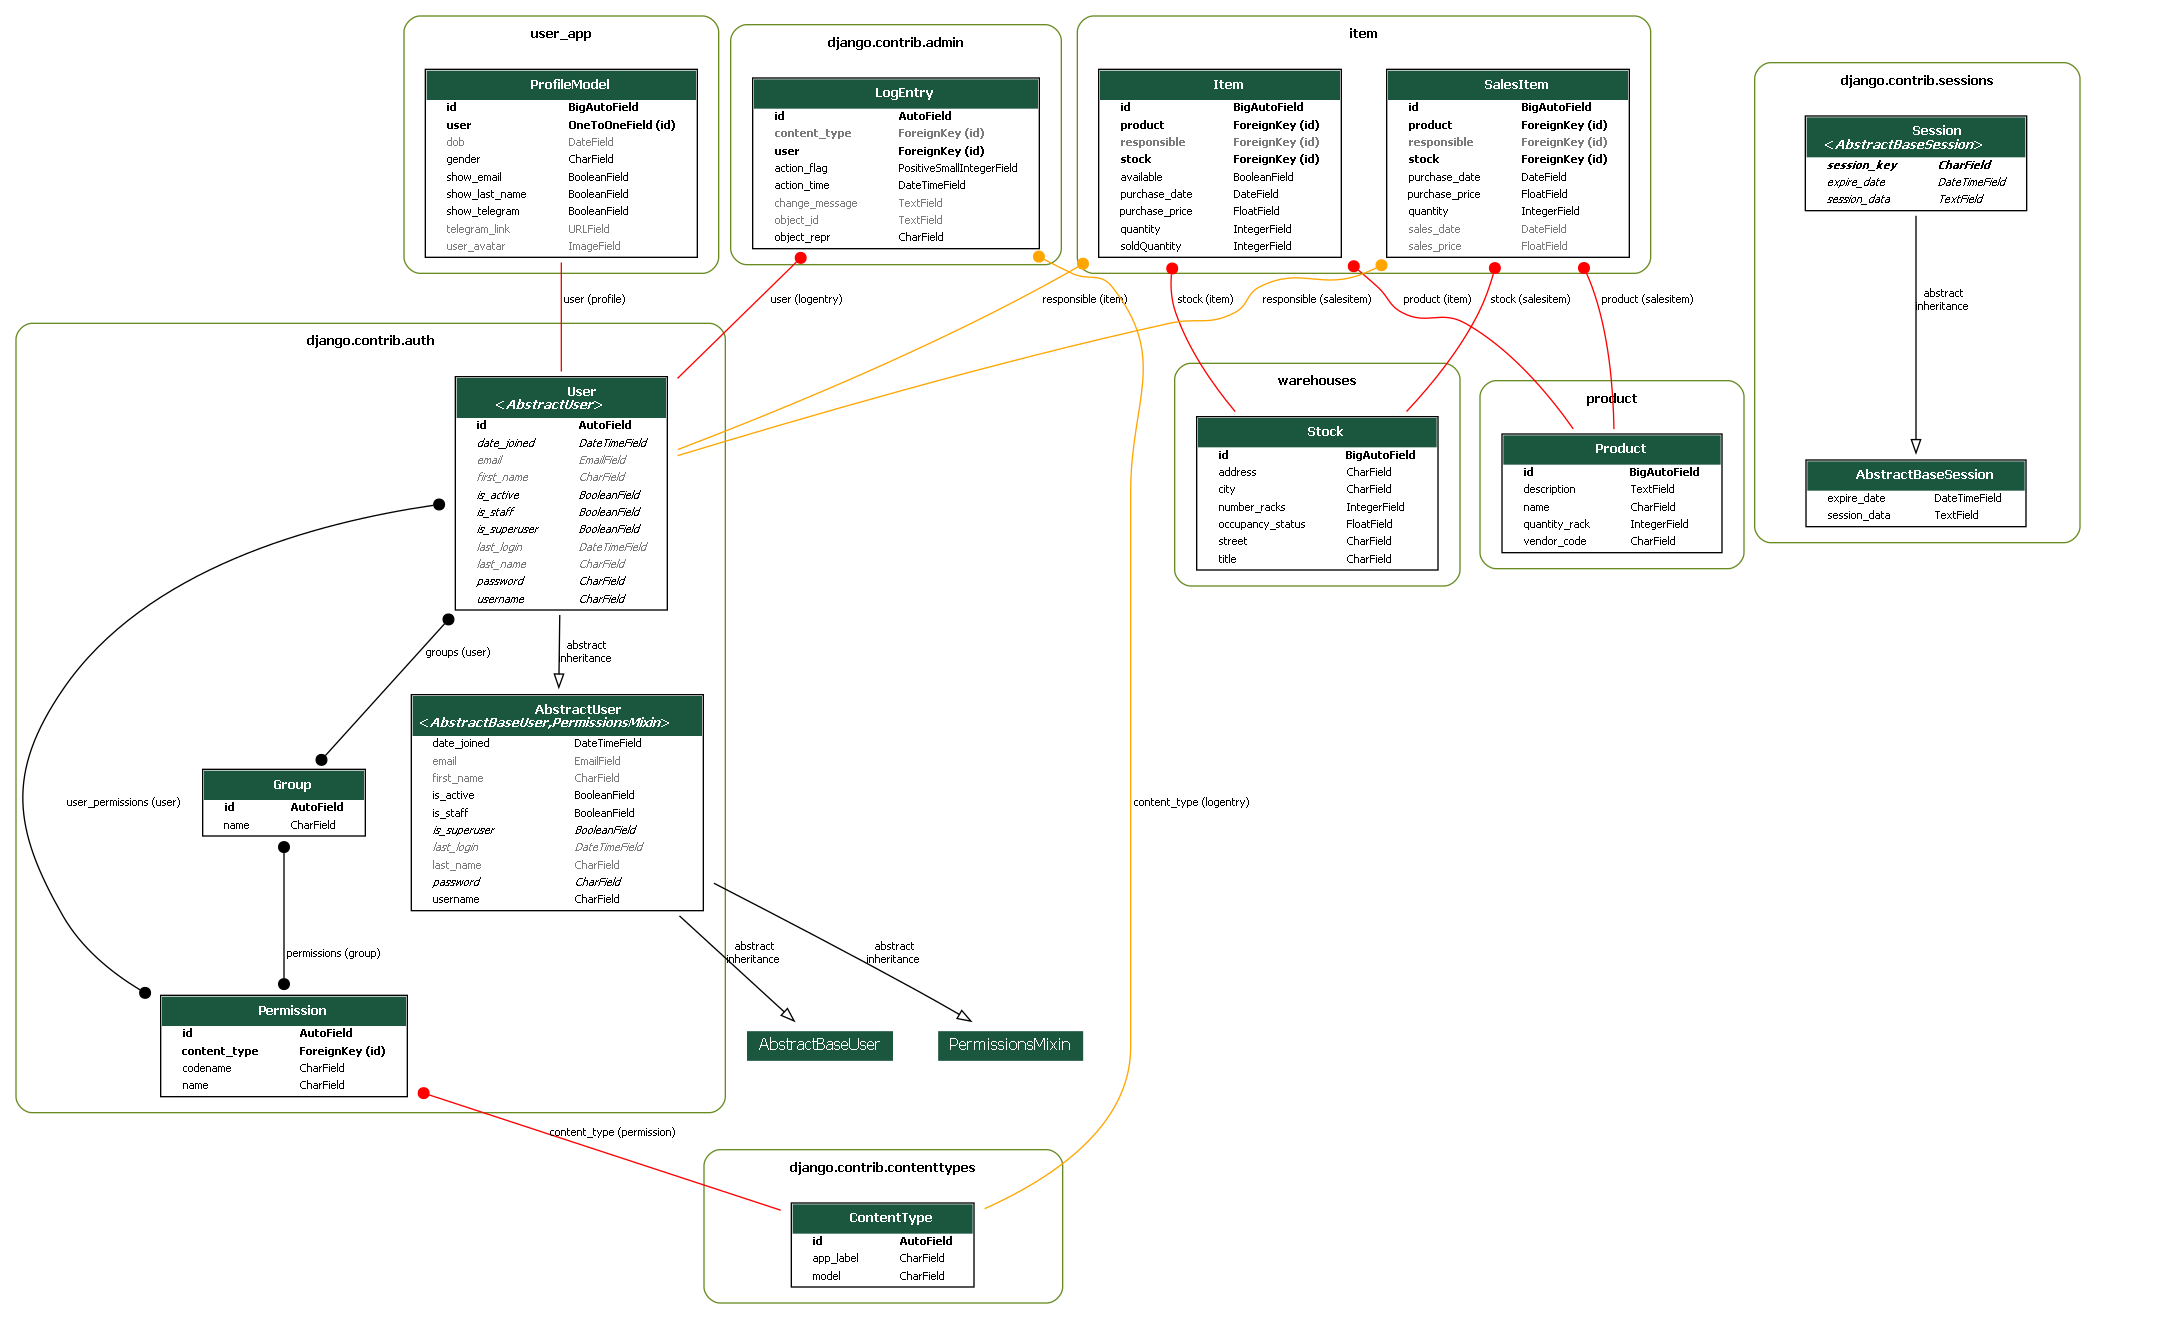 user_app
ProfileModel
id BigAutoField
user OneToOneField (id)
dob DateField
gender CharField
show_email BooleanField
show_last_name BooleanField
show_telegram BooleanField
telegram_link URLField
user_avatar ImageField
django.contrib.admin
LogEntry
id AutoField
content_type ForeignKey (id)
user ForeignKey (id)
action_flag PositiveSmallIntegerField
action_time DateTimeField
change_message TextField
object_id TextField
object_repr CharField
item
Item
id BigAutoField
product ForeignKey (id)
responsible ForeignKey (id)
stock ForeignKey (id)
available BooleanField
purchase_date DateField
purchase_price FloatField
quantity IntegerField
soldQuantity IntegerField
SalesItem
id BigAutoField
product ForeignKey (id)
responsible ForeignKey (id)
stock ForeignKey (id)
purchase_date DateField
purchase_price FloatField
quantity IntegerField
sales_date DateField
sales_price FloatField
django.contrib.sessions
Session
<AbstractBaseSession>
session_key CharField
expire_date DateTimeField
session_data TextField
user (profile)
user (logentry)
responsible (item)
stock (item)
responsible (salesitem)
product (item)
stock (salesitem)
product (salesitem)
abstract
inheritance
django.contrib.auth
User
<AbstractUser>
id AutoField
date_joined DateTimeField
email EmailField
first_name CharField
is_active BooleanField
is_staff BooleanField
is_superuser BooleanField
last_login DateTimeField
last_name CharField
password CharField
username CharField
warehouses
Stock
id BigAutoField
address CharField
city CharField
number_racks IntegerField
occupancy_status FloatField
street CharField
title CharField
product
Product
id BigAutoField
description TextField
name CharField
quantity_rack IntegerField
vendor_code CharField
AbstractBaseSession
expire_date DateTimeField
session_data TextField
groups (user)
abstract
inheritance
AbstractUser
<AbstractBaseUser,PermissionsMixin>
date_joined DateTimeField
email EmailField
first_name CharField
is_active BooleanField
is_staff BooleanField
is_superuser BooleanField
last_login DateTimeField
last_name CharField
password CharField
username CharField
Group
id AutoField
name CharField
user_permissions (user)
content_type (logentry)
permissions (group)
abstract
inheritance
abstract
inheritance
Permission
id AutoField
content_type ForeignKey (id)
codename CharField
name CharField
AbstractBaseUser
PermissionsMixin
content_type (permission)
django.contrib.contenttypes
ContentType
id AutoField
app_label CharField
model CharField